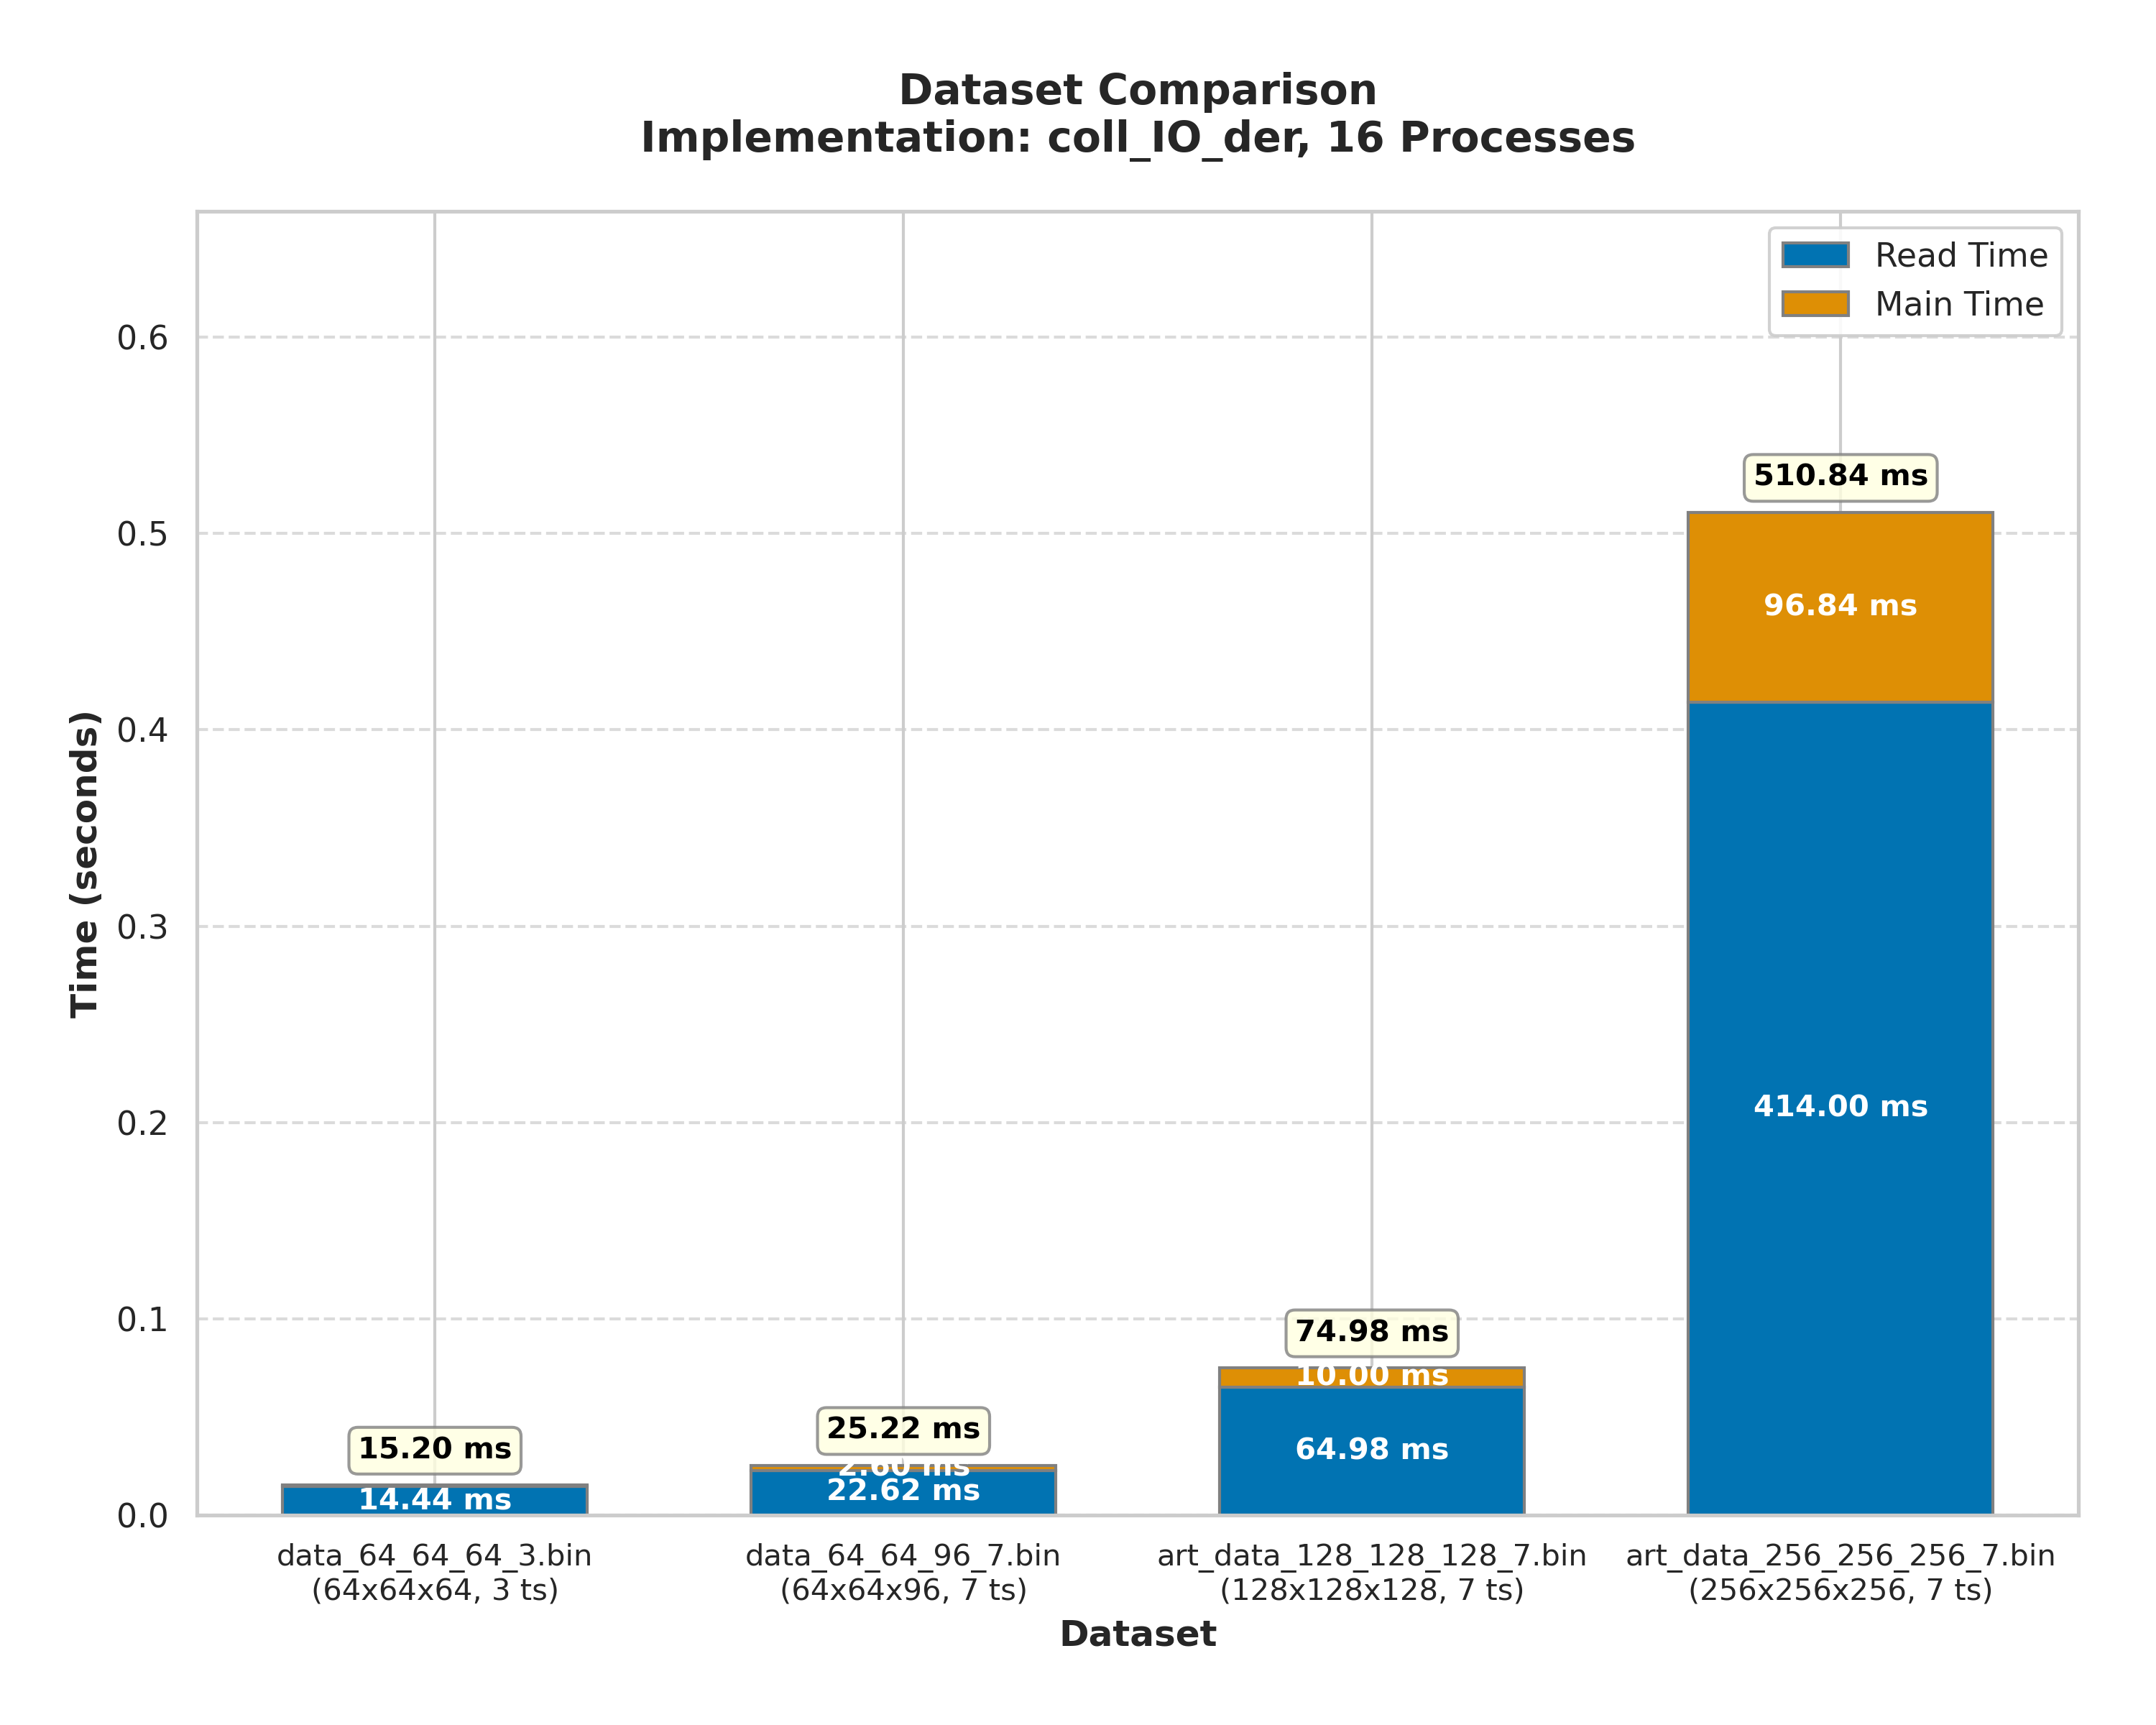 Dataset Comparison
Implementation: coll_IO_der, 16 Processes
Read Time
Main Time
Time (seconds)
0.6
0.5
0.4
0.3
0.2
0.1
0.0
510.84 ms
96.84 ms
414.00 ms
74.98 ms
10.00 ms
64.98 ms
25.22 ms
2.60 ms
22.62 ms
15.20 ms
14.44 ms
data_64_64_64_3.bin
(64x64x64, 3 ts)
data_64_64_96_7.bin
(64x64x96, 7 ts)
art_data_128_128_128_7.bin
(128x128x128, 7 ts)
art_data_256_256_256_7.bin
(256x256x256, 7 ts)
Dataset